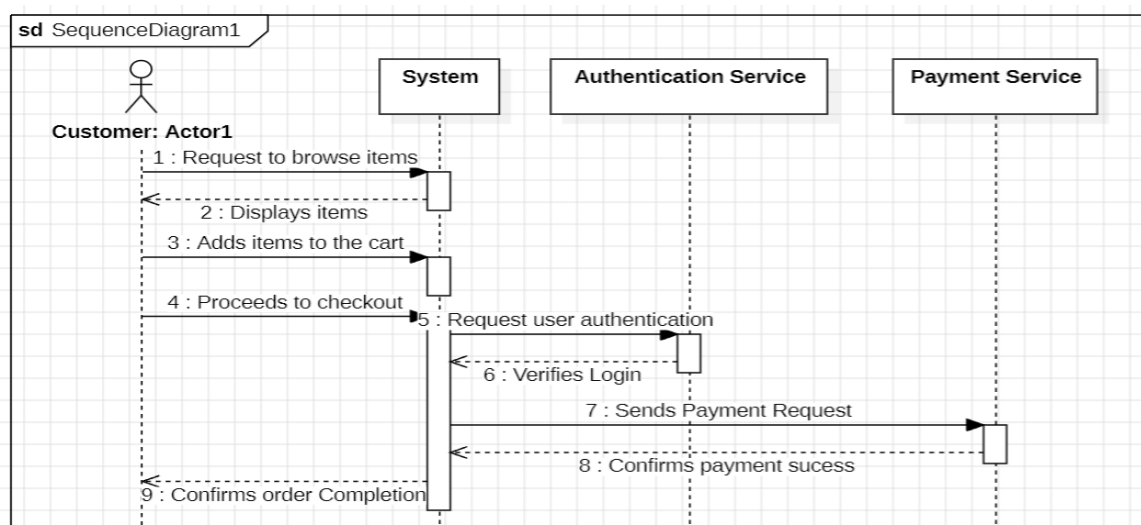 sd SequenceDiagram1
System
Authentication Service
Payment Service
Customer: Actor1
1 : Request to browse items
2 : Displays items
3 : Adds items to the cart
4 : Proceeds to checkout
5 : Request user authentication
6 : Verifies Login
7 : Sends Payment Request
8 : Confirms payment sucess
9 : Confirms order Completion